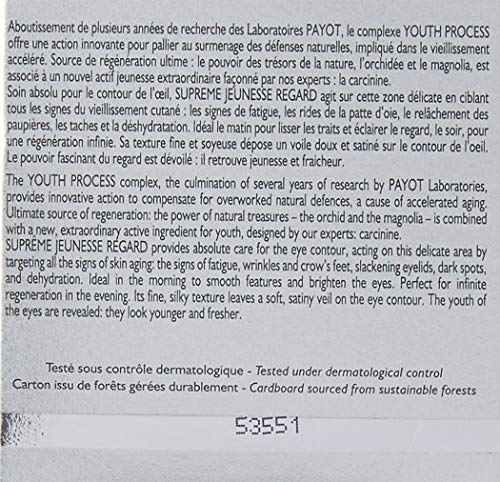 Aboutissement de plusieurs années de recherche des Laboratoires PAYOT, le complexe YOUTH PROCESS
offre une action innovante pour pallier au surmenage des défenses naturelles, impliqué dans le vieillissement
accéléré. Source de régénération ultime : le pouvoir des trésors de la nature, l'orchidée et le magnolia, est
associé à un nouvel actif jeunesse extraordinaire façonné par nos experts : la carcinine.
Soin absolu pour le contour de l'œil, SUPREME JEUNESSE REGARD agit sur cette zone délicate en ciblant
tous les signes du vieillissement cutané : les signes de fatigue, les rides de la patte d'oie, le relâchement des
paupières, les taches et la déshydratation. Idéal le matin pour lisser les traits et éclairer le regard, le soir, pour
une régénération infinie. Sa texture fine et soyeuse dépose un voile doux et satiné sur le contour de l'oeil.
Le pouvoir fascinant du regard est dévoilé : il retrouve jeunesse et fraicheur.
The YOUTH PROCESS complex, the culmination of several years of research by PAYOT Laboratories,
provides innovative action to compensate for overworked natural defences, a cause of accelerated aging.
Ultimate source of regeneration: the power of natural treasures – the orchid and the magnolia – is combined
with a new, extraordinary active ingredient for youth, designed by our experts: carcinine.
SUPREME JEUNESSE REGARD provides absolute care for the eye contour, acting on this delicate area by
targeting all the signs of skin aging: the signs of fatigue, wrinkles and crow's feet, slackening eyelids, dark spots,
and dehydration. Ideal in the morning to smooth features and brighten the eyes. Perfect for infinite
regeneration in the evening. Its fine, silky texture leaves a soft, satiny veil on the eye contour. The youth of
the eyes are revealed: they look younger and fresher.
Testé sous contrôle dermatologique - Tested under dermatological control
Carton issu de forêts gérées durablement - Cardboard sourced from sustainable forests
53551